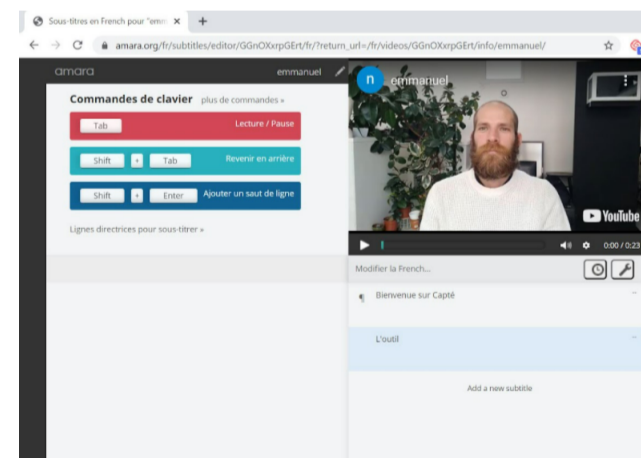 Sous-titres en French pour "emm
amara.org/fr/subtitles/editor/GGnOXxrpGErt/fr/?return_url=/fr/videos/GGnOXxrpGErt/info/emmanuel/
amara
emmanuel
Commandes de clavier plus de commandes »
Tab Lecture / Pause
Shift + Tab Revenir en arrière
Shift + Enter Ajouter un saut de ligne
Lignes directrices pour sous-titrer »
n emmanuel
YouTube
0:00 / 0:23
Modifier la French...
¶ Bienvenue sur Capté
L'outil
Add a new subtitle